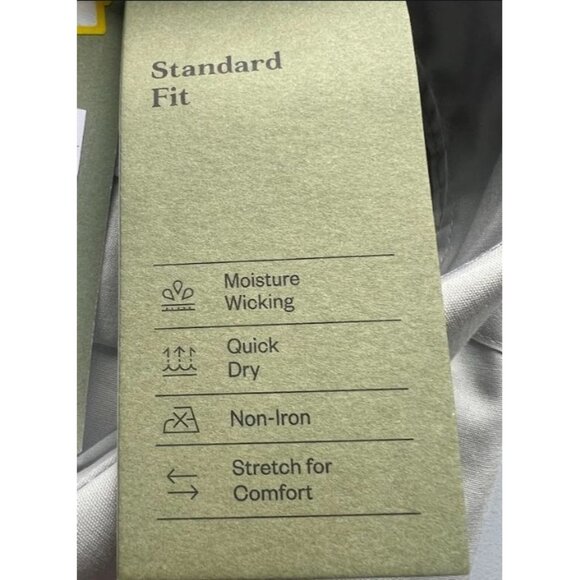 Standard
Fit
Moisture
Wicking
Quick
Dry
Non-Iron
Stretch for
Comfort